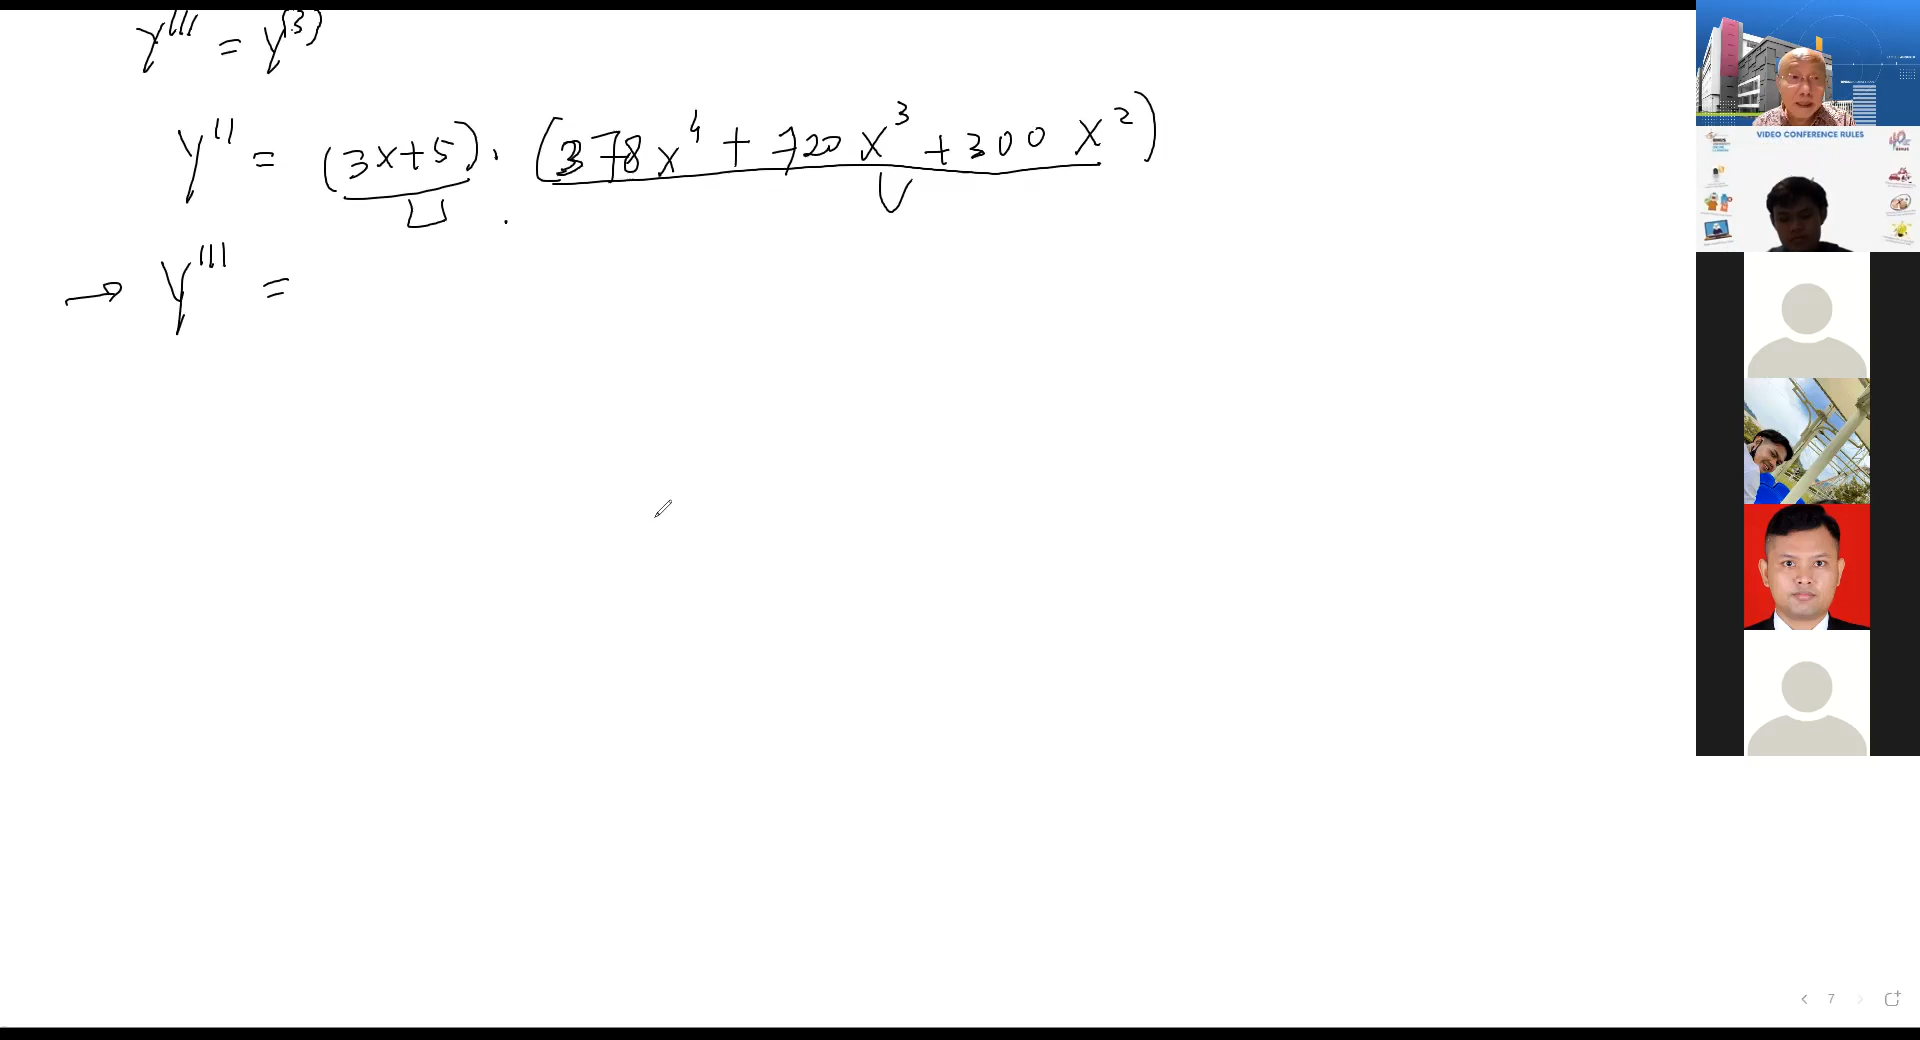 y''' = y(3)
y'' = (3x+5) . (378x⁴ + 720x³ + 300x²)
U . V
→ y''' =
VIDEO CONFERENCE RULES
< 7 >